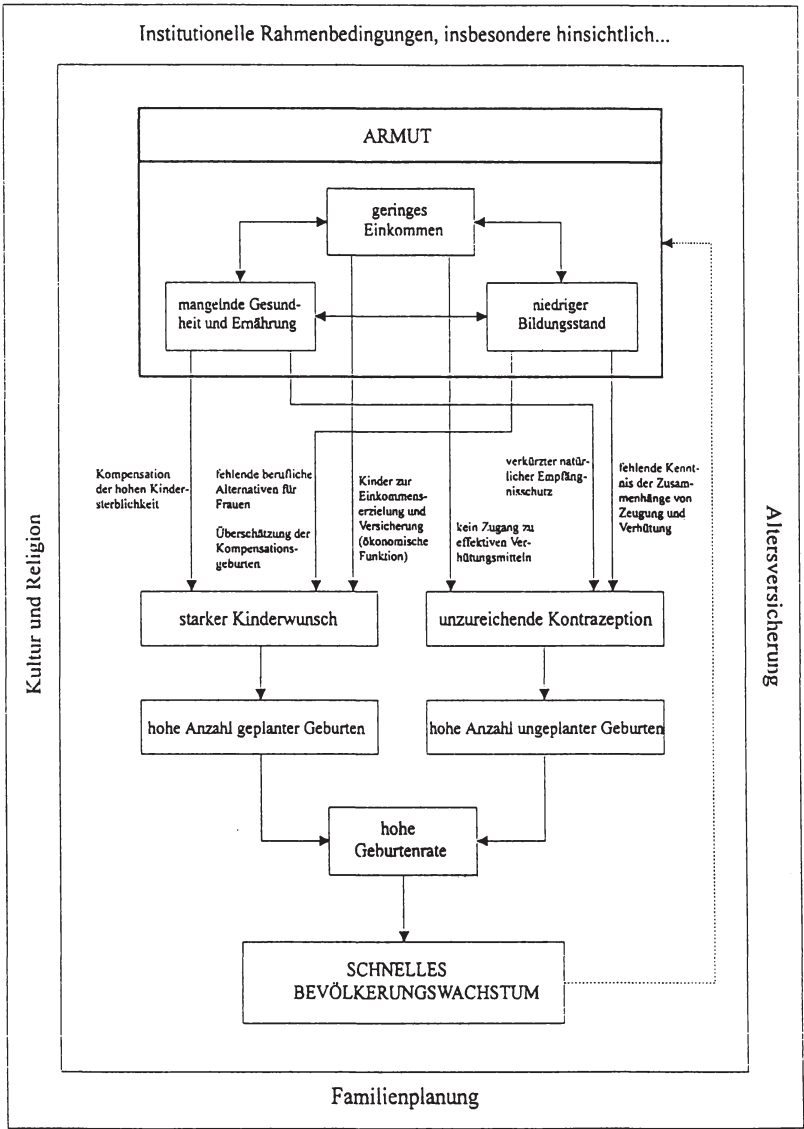 Institutionelle Rahmenbedingungen, insbesondere hinsichtlich...
ARMUT
geringes
Einkommen
mangelnde Gesund-
heit und Ernährung
niedriger
Bildungsstand
Kompensation
der hohen Kinder-
sterblichkeit
fehlende berufliche
Alternativen für
Frauen
Überschätzung der
Kompensations-
geburten
Kinder zur
Einkommens-
erzielung und
Versicherung
(ökonomische
Funktion)
kein Zugang zu
effektiven Ver-
hütungsmitteln
verkürzter natür-
licher Empfäng-
nisschutz
fehlende Kennt-
nis der Zusam-
menhänge von
Zeugung und
Verhütung
Kultur und Religion
Altersversicherung
starker Kinderwunsch
unzureichende Kontrazeption
hohe Anzahl geplanter Geburten
hohe Anzahl ungeplanter Geburten
hohe
Geburtenrate
SCHNELLES
BEVÖLKERUNGSWACHSTUM
Familienplanung